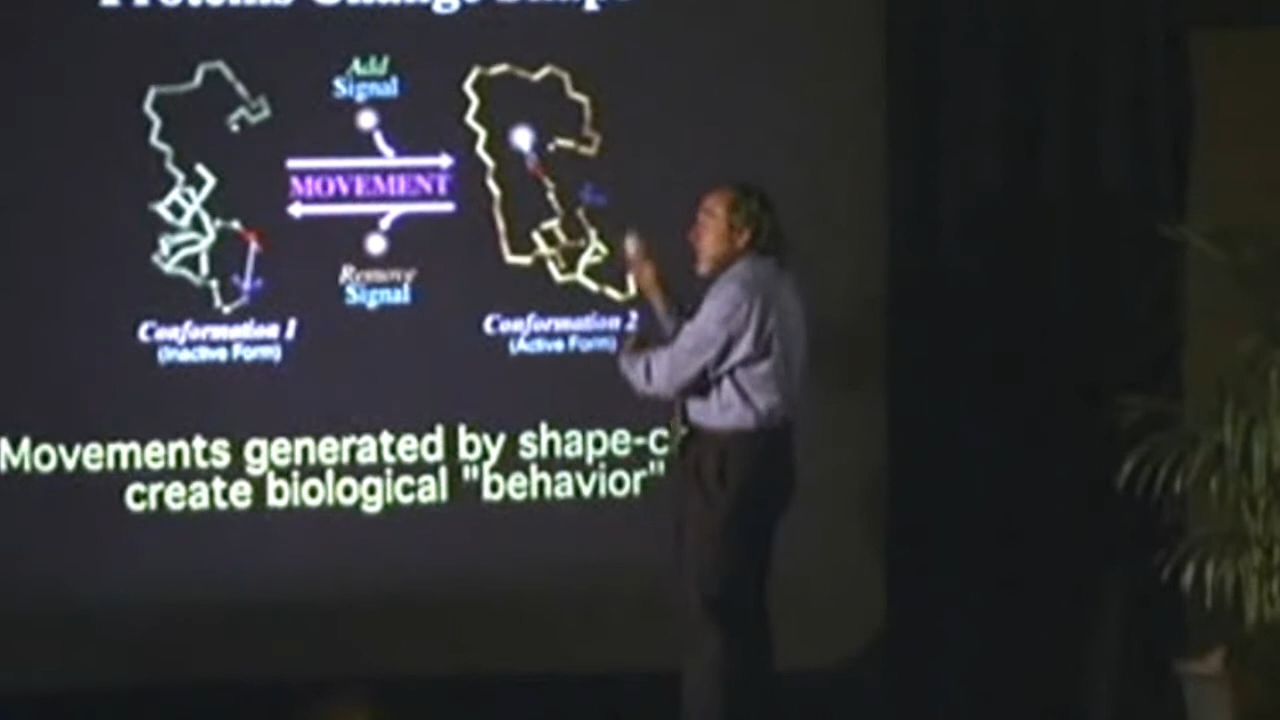 Proteins Change Shape
Add
Signal
MOVEMENT
Remove
Signal
Conformation 1
(Inactive Form)
Conformation 2
(Active Form)
Movements generated by shape-c
create biological "behavior"